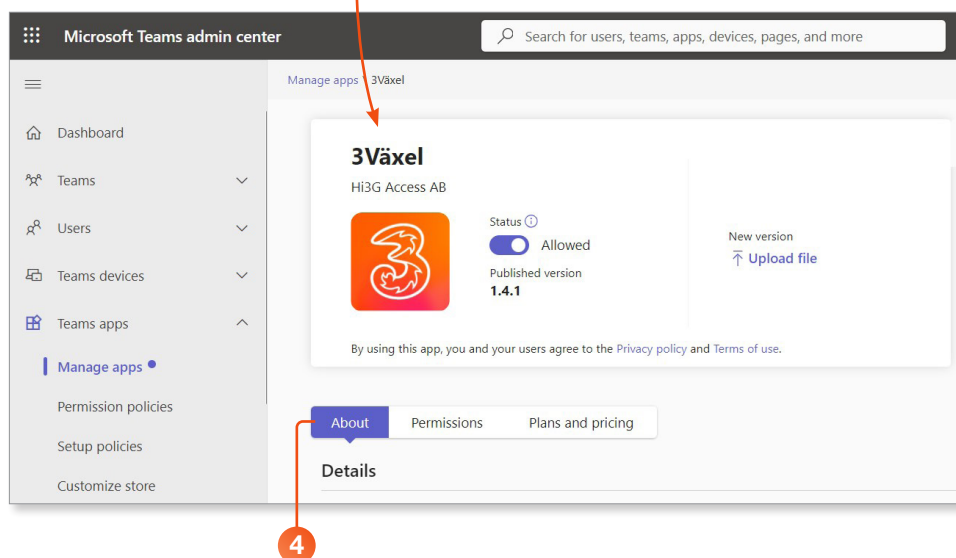 Microsoft Teams admin center
Search for users, teams, apps, devices, pages, and more
Manage apps \ 3Växel
Dashboard
Teams
Users
Teams devices
Teams apps
Manage apps
Permission policies
Setup policies
Customize store
3Växel
Hi3G Access AB
3
Status
Allowed
Published version
1.4.1
New version
Upload file
By using this app, you and your users agree to the Privacy policy and Terms of use.
About Permissions Plans and pricing
Details
4